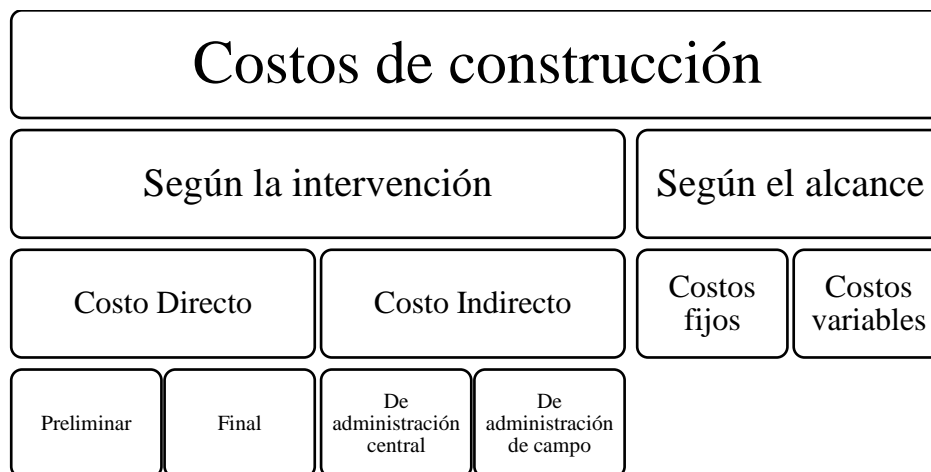 Costos de construcción
Según la intervención
Según el alcance
Costo Directo
Costo Indirecto
Costos
fijos
Costos
variables
Preliminar
Final
De
administración
central
De
administración
de campo